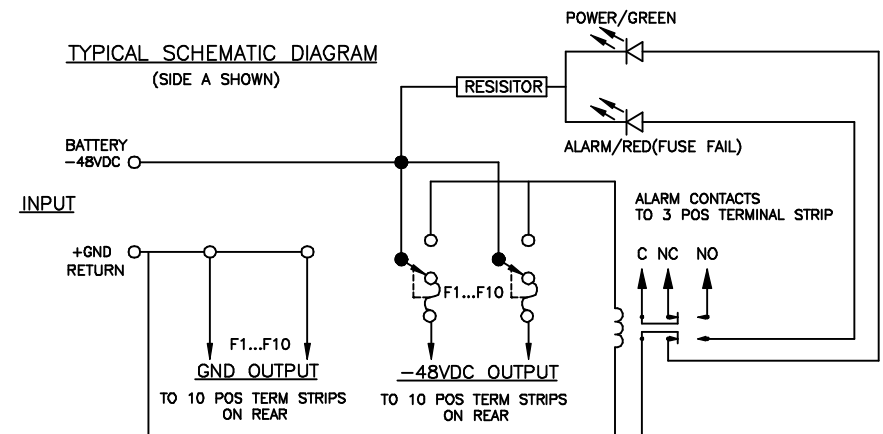 POWER/GREEN
TYPICAL SCHEMATIC DIAGRAM
(SIDE A SHOWN)
RESISITOR
BATTERY
-48VDC
ALARM/RED(FUSE FAIL)
INPUT
ALARM CONTACTS
TO 3 POS TERMINAL STRIP
+GND
RETURN
C NC NO
F1...F10
F1...F10
GND OUTPUT
-48VDC OUTPUT
TO 10 POS TERM STRIPS
ON REAR
TO 10 POS TERM STRIPS
ON REAR